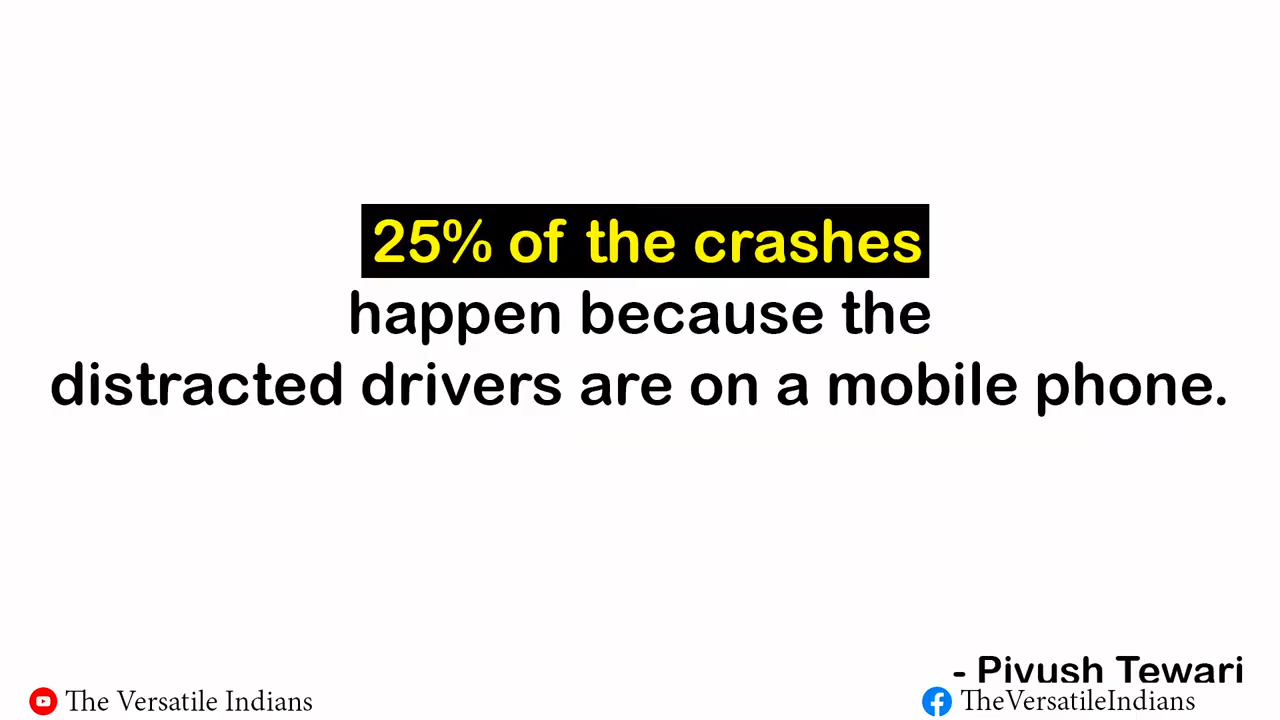 25% of the crashes
happen because the
distracted drivers are on a mobile phone.
- Piyush Tewari
The Versatile Indians
TheVersatileIndians